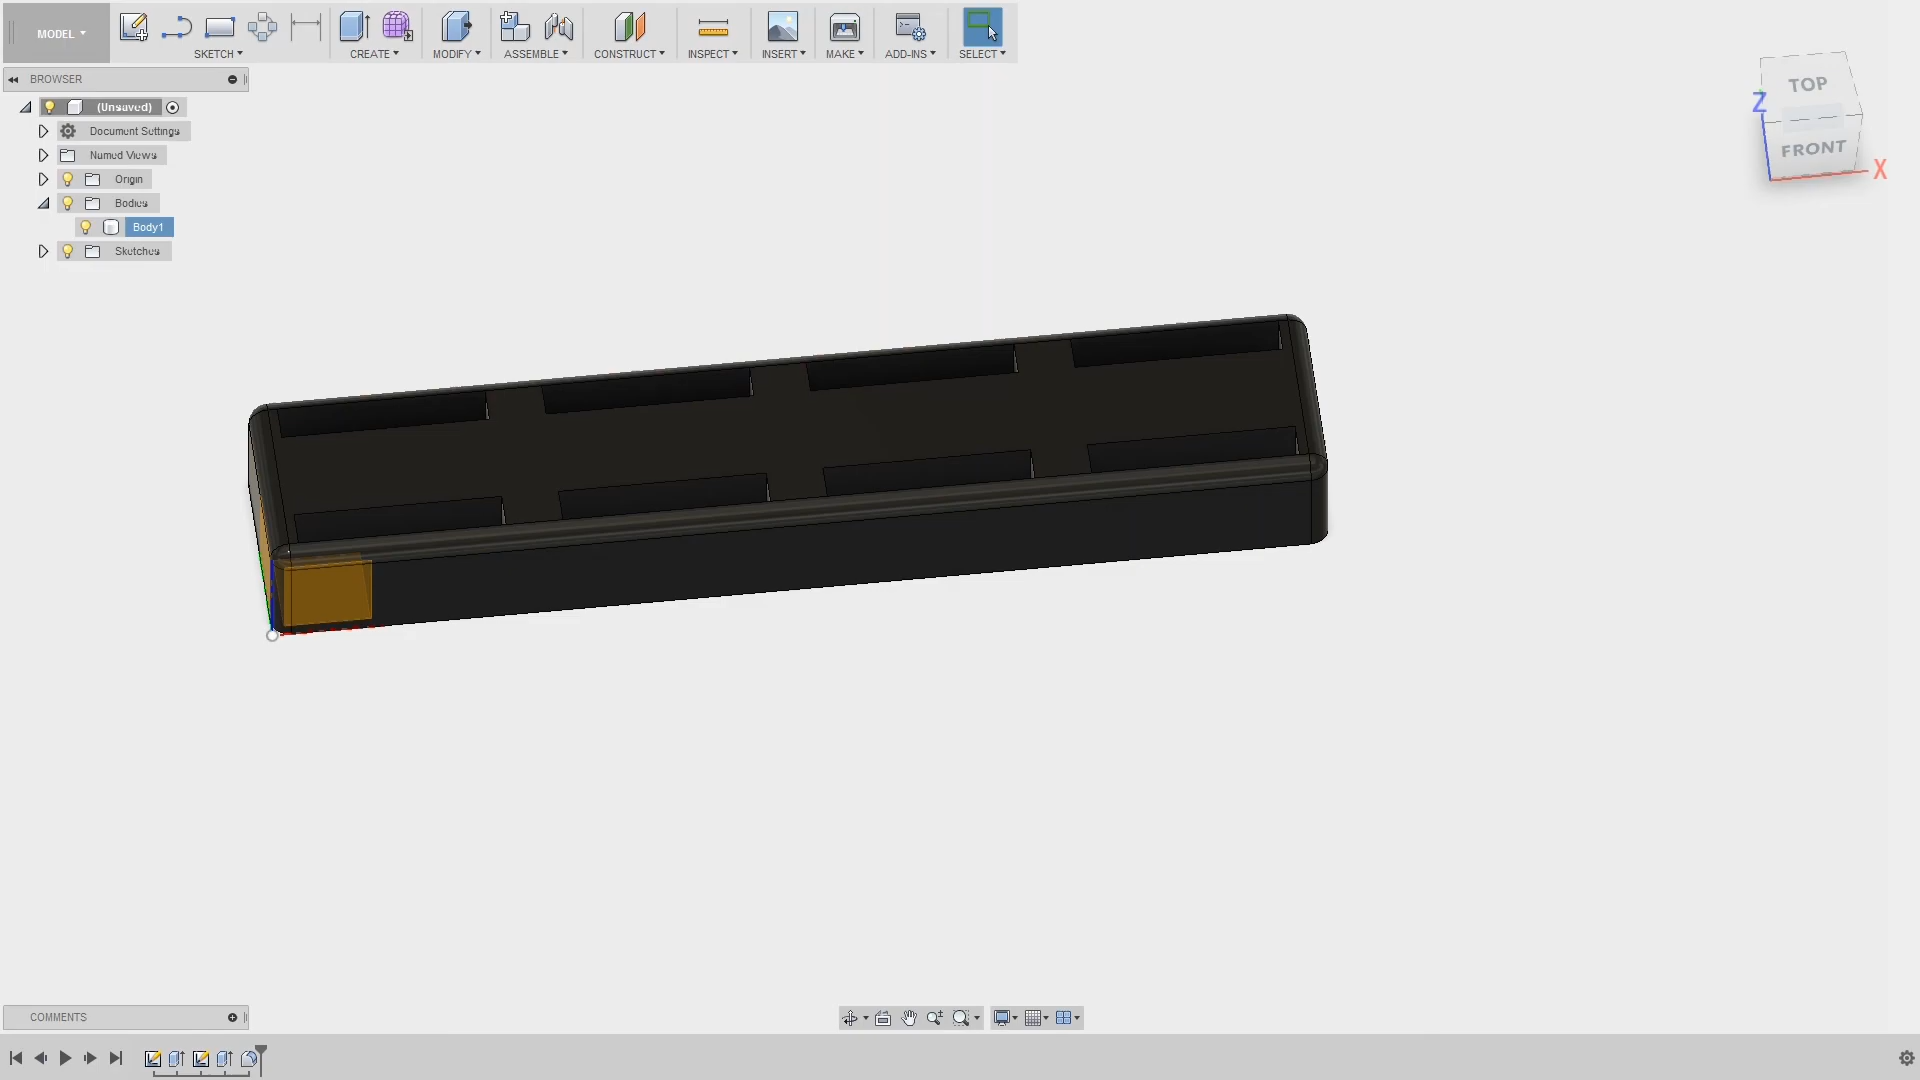 MODEL
SKETCH
CREATE
MODIFY
ASSEMBLE
CONSTRUCT
INSPECT
INSERT
MAKE
ADD-INS
SELECT
BROWSER
(Unsaved)
Document Settings
Named Views
Origin
Bodies
Body1
Sketches
TOP
Z
FRONT
X
COMMENTS